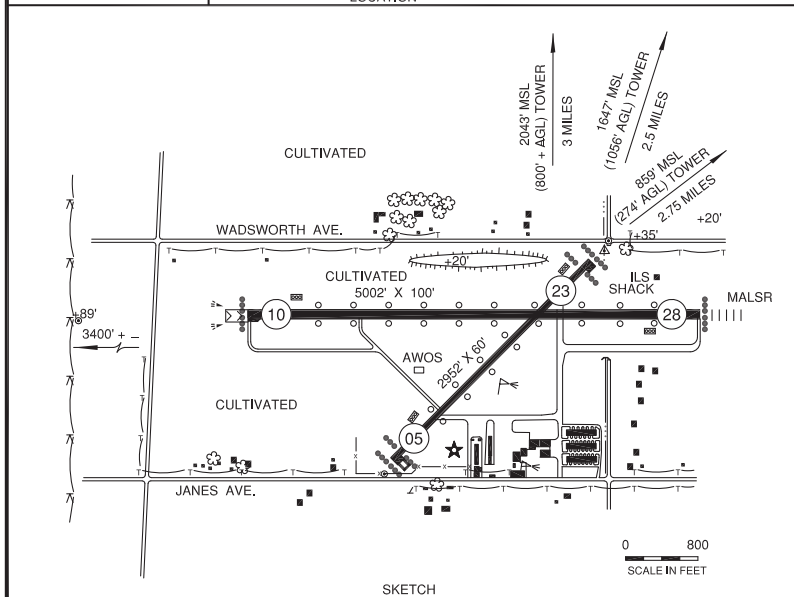 LOCATION
2043' MSL
(800' + AGL) TOWER
3 MILES
1647' MSL
(1056' AGL) TOWER
2.5 MILES
859' MSL
(274' AGL) TOWER
2.75 MILES
CULTIVATED
WADSWORTH AVE.
+20'
+35'
+20'
CULTIVATED
5002' X 100'
23
ILS
SHACK
MALSR
+89'
3400' + -
10
28
AWOS
2952' X 60'
CULTIVATED
05
JANES AVE.
0 800
SCALE IN FEET
SKETCH